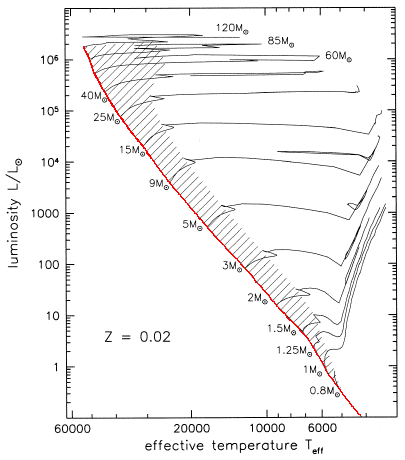 120M⊙
85M⊙
60M⊙
10⁶
40M⊙
10⁵
25M⊙
15M⊙
10⁴
9M⊙
1000
5M⊙
3M⊙
100
2M⊙
10
1.5M⊙
Z = 0.02
1.25M⊙
1
1M⊙
0.8M⊙
luminosity L/L⊙
60000 20000 10000 6000
effective temperature Teff